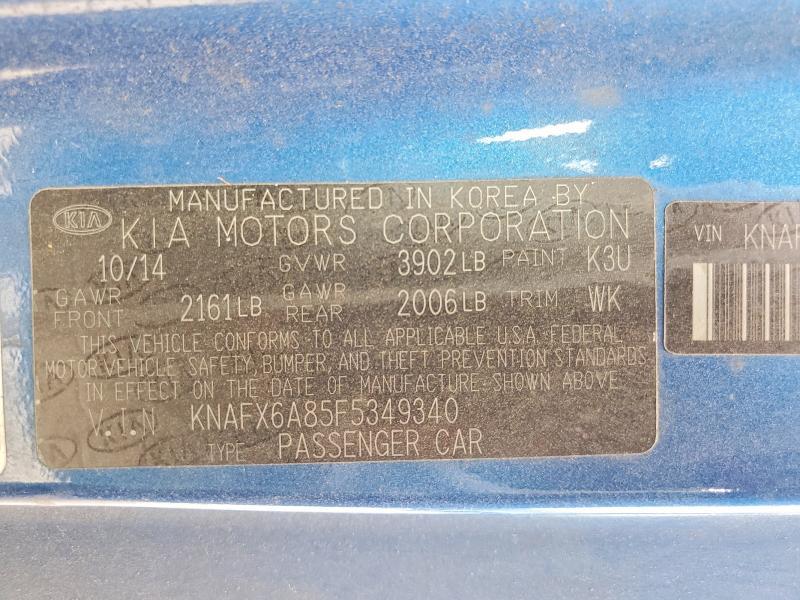 MANUFACTURED IN KOREA BY
KIA KIA MOTORS CORPORATION
10/14 GVWR 3902LB PAINT K3U
GAWR FRONT 2161LB GAWR REAR 2006LB TRIM WK
THIS VEHICLE CONFORMS TO ALL APPLICABLE U.S.A. FEDERAL
MOTOR VEHICLE SAFETY, BUMPER, AND THEFT PREVENTION STANDARDS
IN EFFECT ON THE DATE OF MANUFACTURE SHOWN ABOVE.
V.I.N KNAFX6A85F5349340
TYPE PASSENGER CAR
VIN KNAF